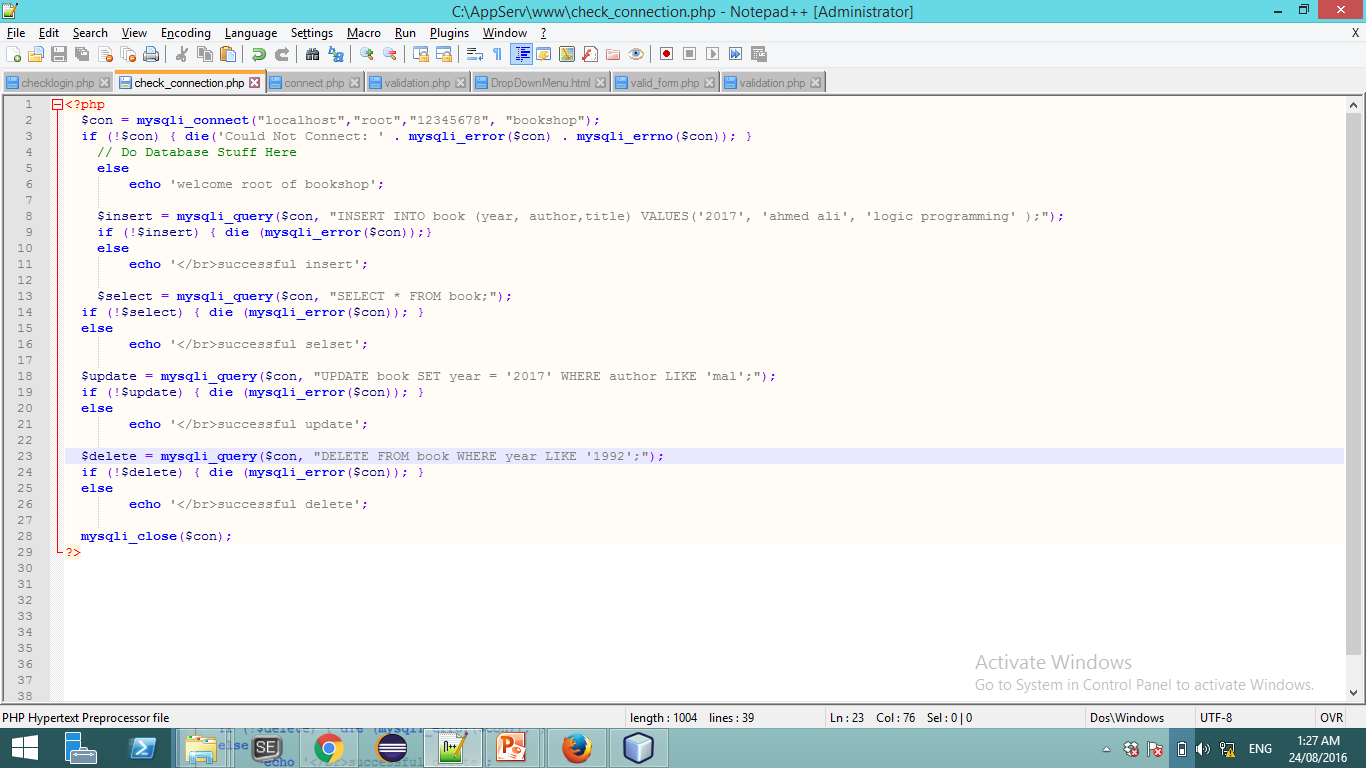 C:\AppServ\www\check_connection.php - Notepad++ [Administrator]
File Edit Search View Encoding Language Settings Macro Run Plugins Window ? X
checklogin.php check_connection.php connect.php validation.php DropDownMenu.html valid_form.php validation.php
1 <?php
2 $con = mysqli_connect("localhost","root","12345678", "bookshop");
3 if (!$con) { die('Could Not Connect: ' . mysqli_error($con) . mysqli_errno($con)); }
4 // Do Database Stuff Here
5 else
6 echo 'welcome root of bookshop';
7
8 $insert = mysqli_query($con, "INSERT INTO book (year, author,title) VALUES('2017', 'ahmed ali', 'logic programming' );");
9 if (!$insert) { die (mysqli_error($con));}
10 else
11 echo '</br>successful insert';
12
13 $select = mysqli_query($con, "SELECT * FROM book;");
14 if (!$select) { die (mysqli_error($con)); }
15 else
16 echo '</br>successful selset';
17
18 $update = mysqli_query($con, "UPDATE book SET year = '2017' WHERE author LIKE 'mal';");
19 if (!$update) { die (mysqli_error($con)); }
20 else
21 echo '</br>successful update';
22
23 $delete = mysqli_query($con, "DELETE FROM book WHERE year LIKE '1992';");
24 if (!$delete) { die (mysqli_error($con)); }
25 else
26 echo '</br>successful delete';
27
28 mysqli_close($con);
29 ?>
30
31
32
33
34
35
36
37
38
Activate Windows
Go to System in Control Panel to activate Windows.
PHP Hypertext Preprocessor file length : 1004 lines : 39 Ln : 23 Col : 76 Sel : 0 | 0 Dos\Windows UTF-8 OVR
ENG 1:27 AM
24/08/2016